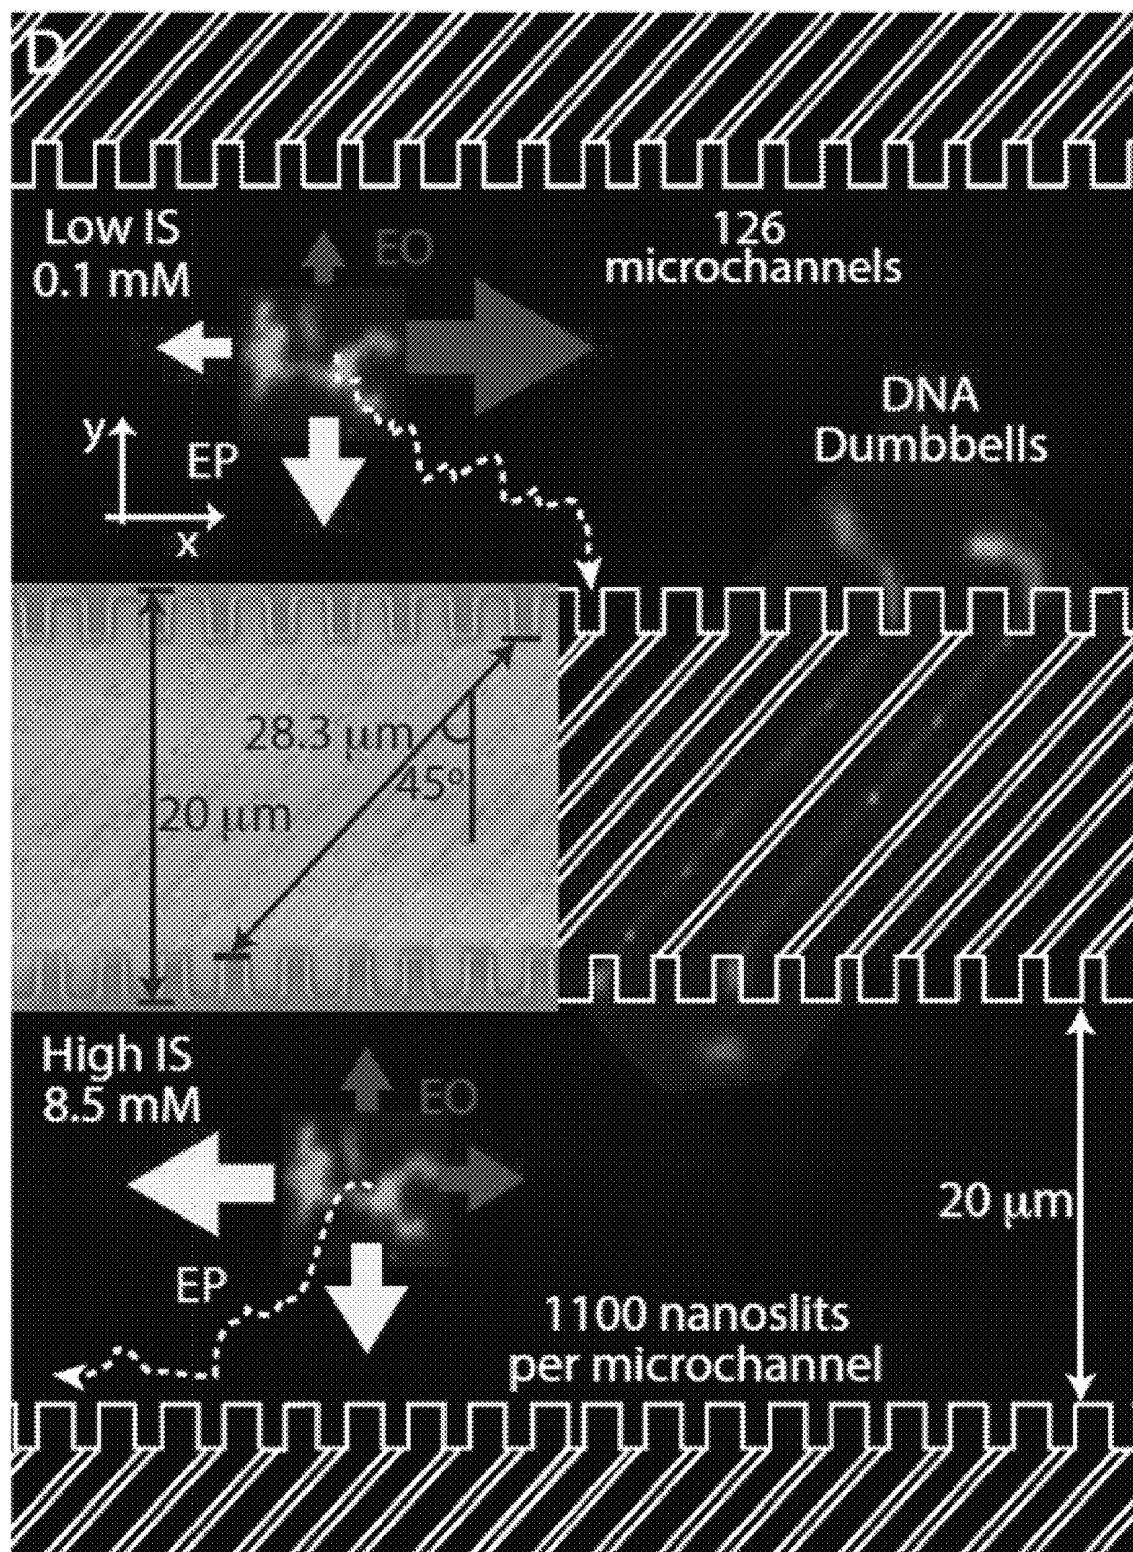 D
Low IS
0.1 mM
EO
126
microchannels
DNA
Dumbbells
y
EP
x
28.3 µm
45º
20 µm
High IS
8.5 mM
EO
20 µm
EP
1100 nanoslits
per microchannel